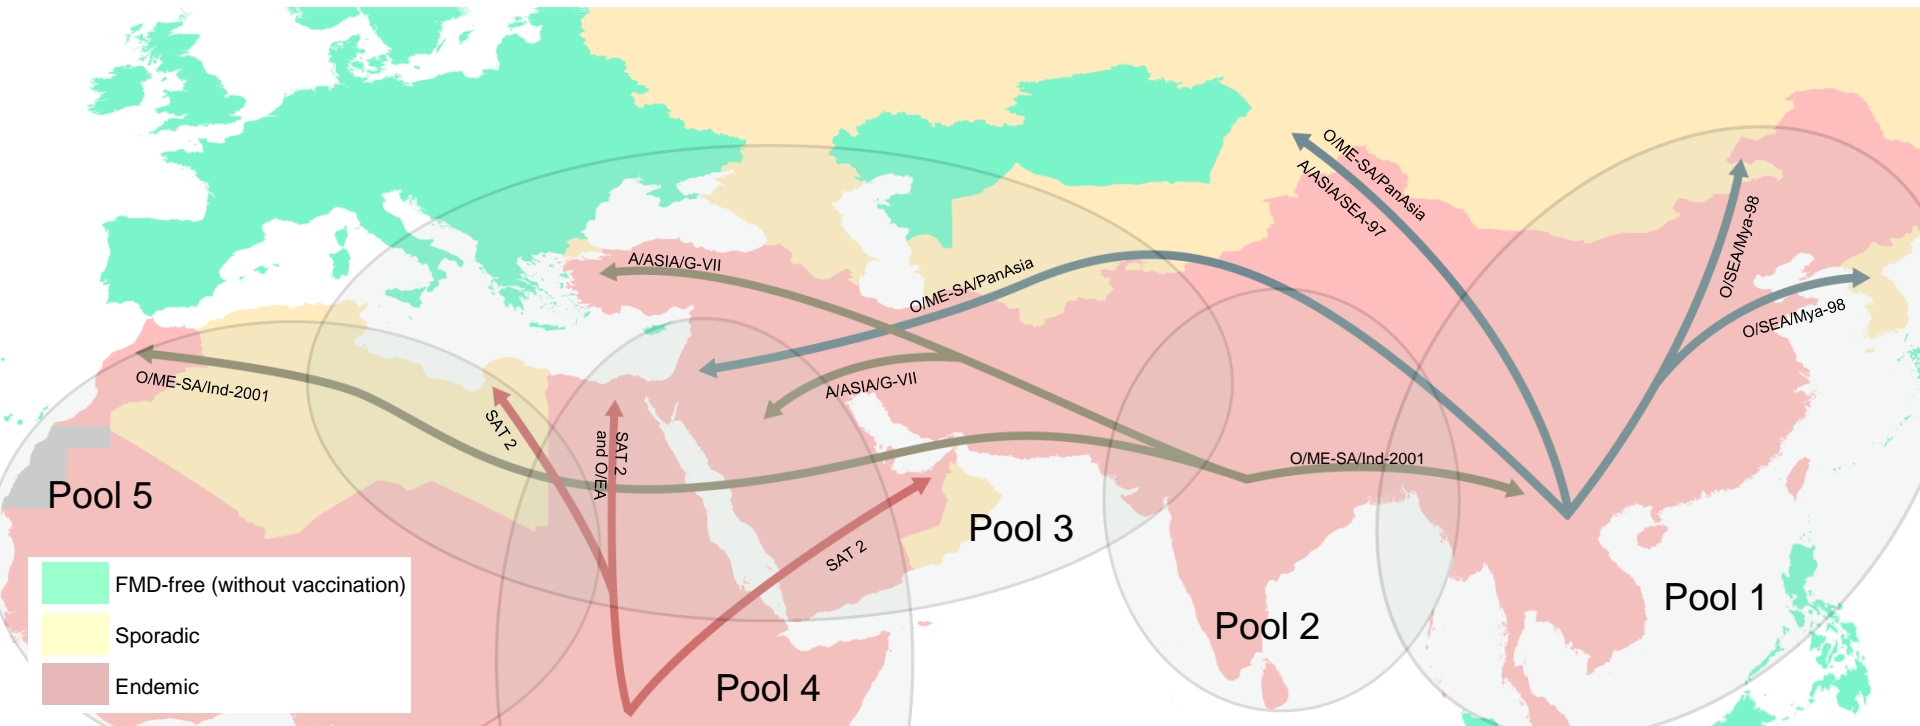 O/ME-SA/PanAsia
A/ASIA/SEA-97
O/SEA/Mya-98
O/SEA/Mya-98
A/ASIA/G-VII
O/ME-SA/PanAsia
A/ASIA/G-VII
O/ME-SA/Ind-2001
SAT 2
SAT 2
and O/EA
O/ME-SA/Ind-2001
SAT 2
Pool 5
Pool 3
Pool 2
Pool 1
Pool 4
FMD-free (without vaccination)
Sporadic
Endemic